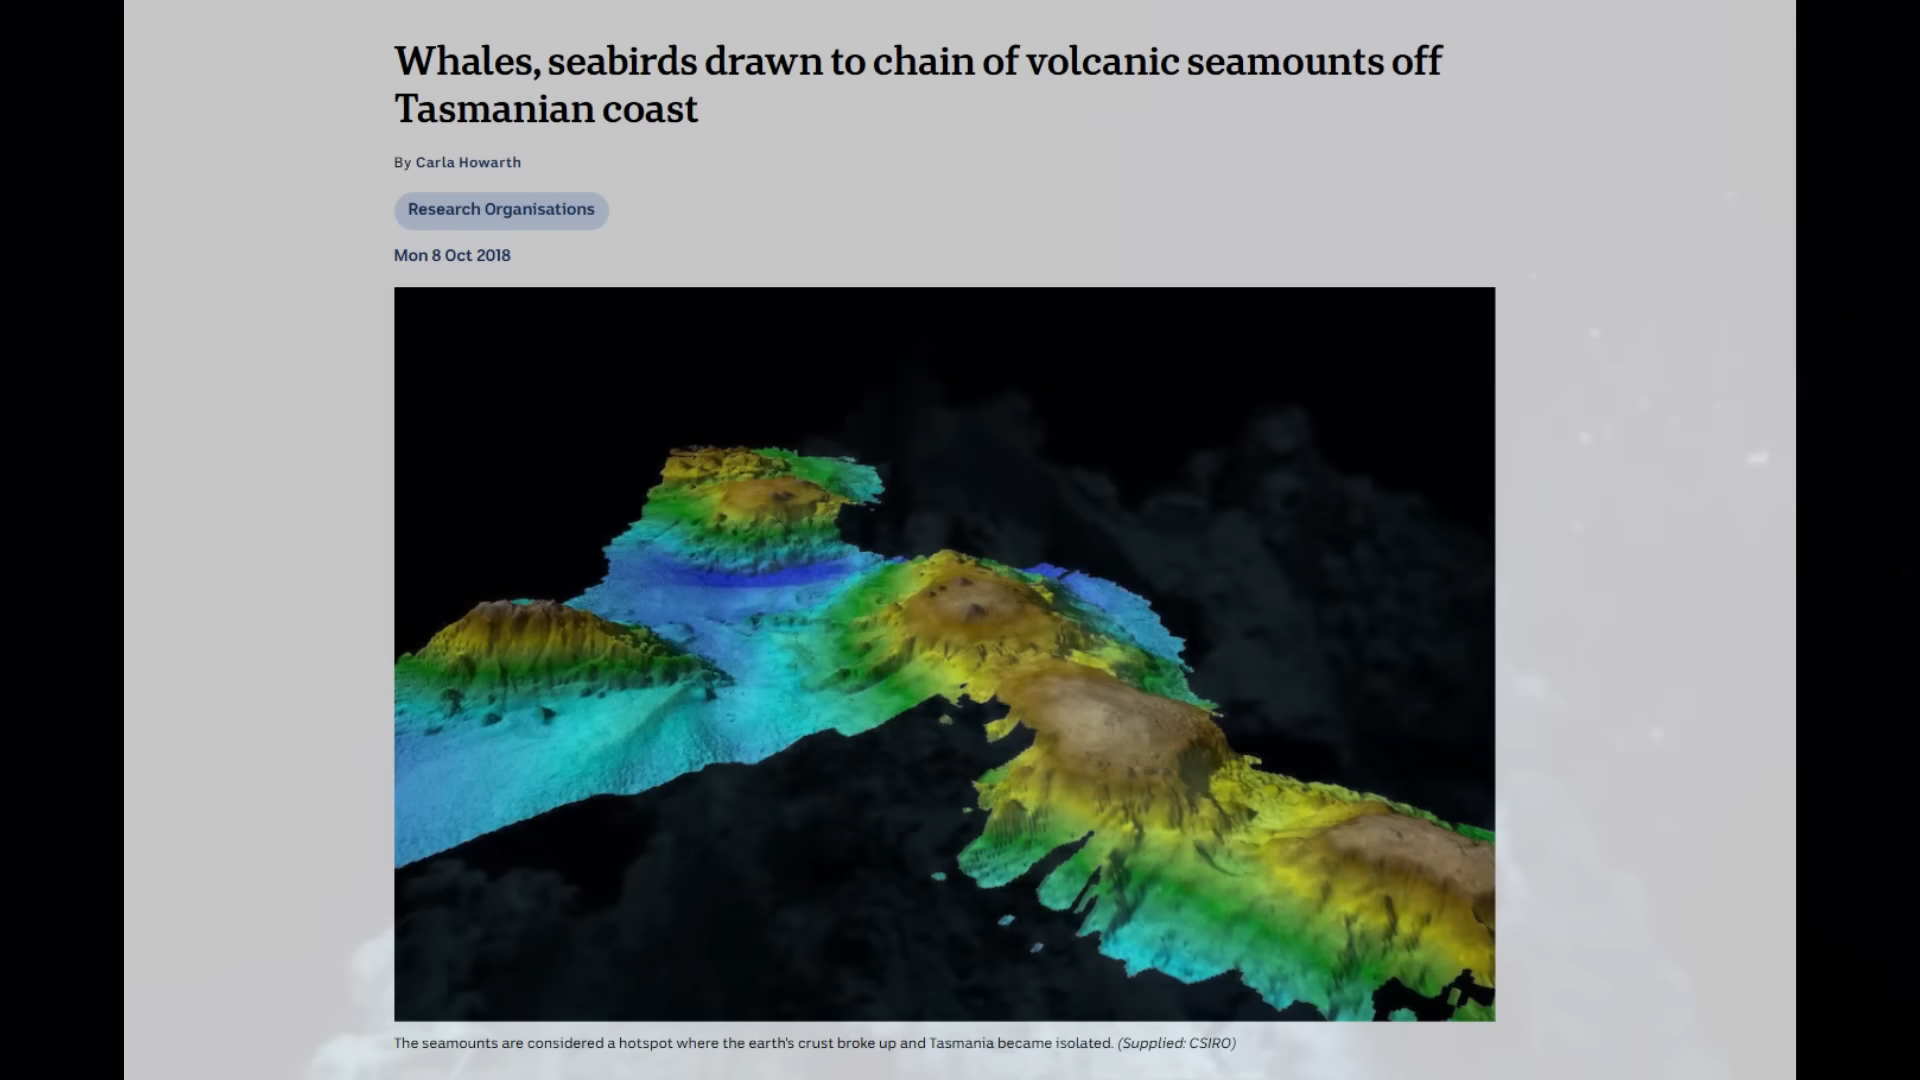 Whales, seabirds drawn to chain of volcanic seamounts off
Tasmanian coast
By Carla Howarth
Research Organisations
Mon 8 Oct 2018
The seamounts are considered a hotspot where the earth's crust broke up and Tasmania became isolated. (Supplied: CSIRO)